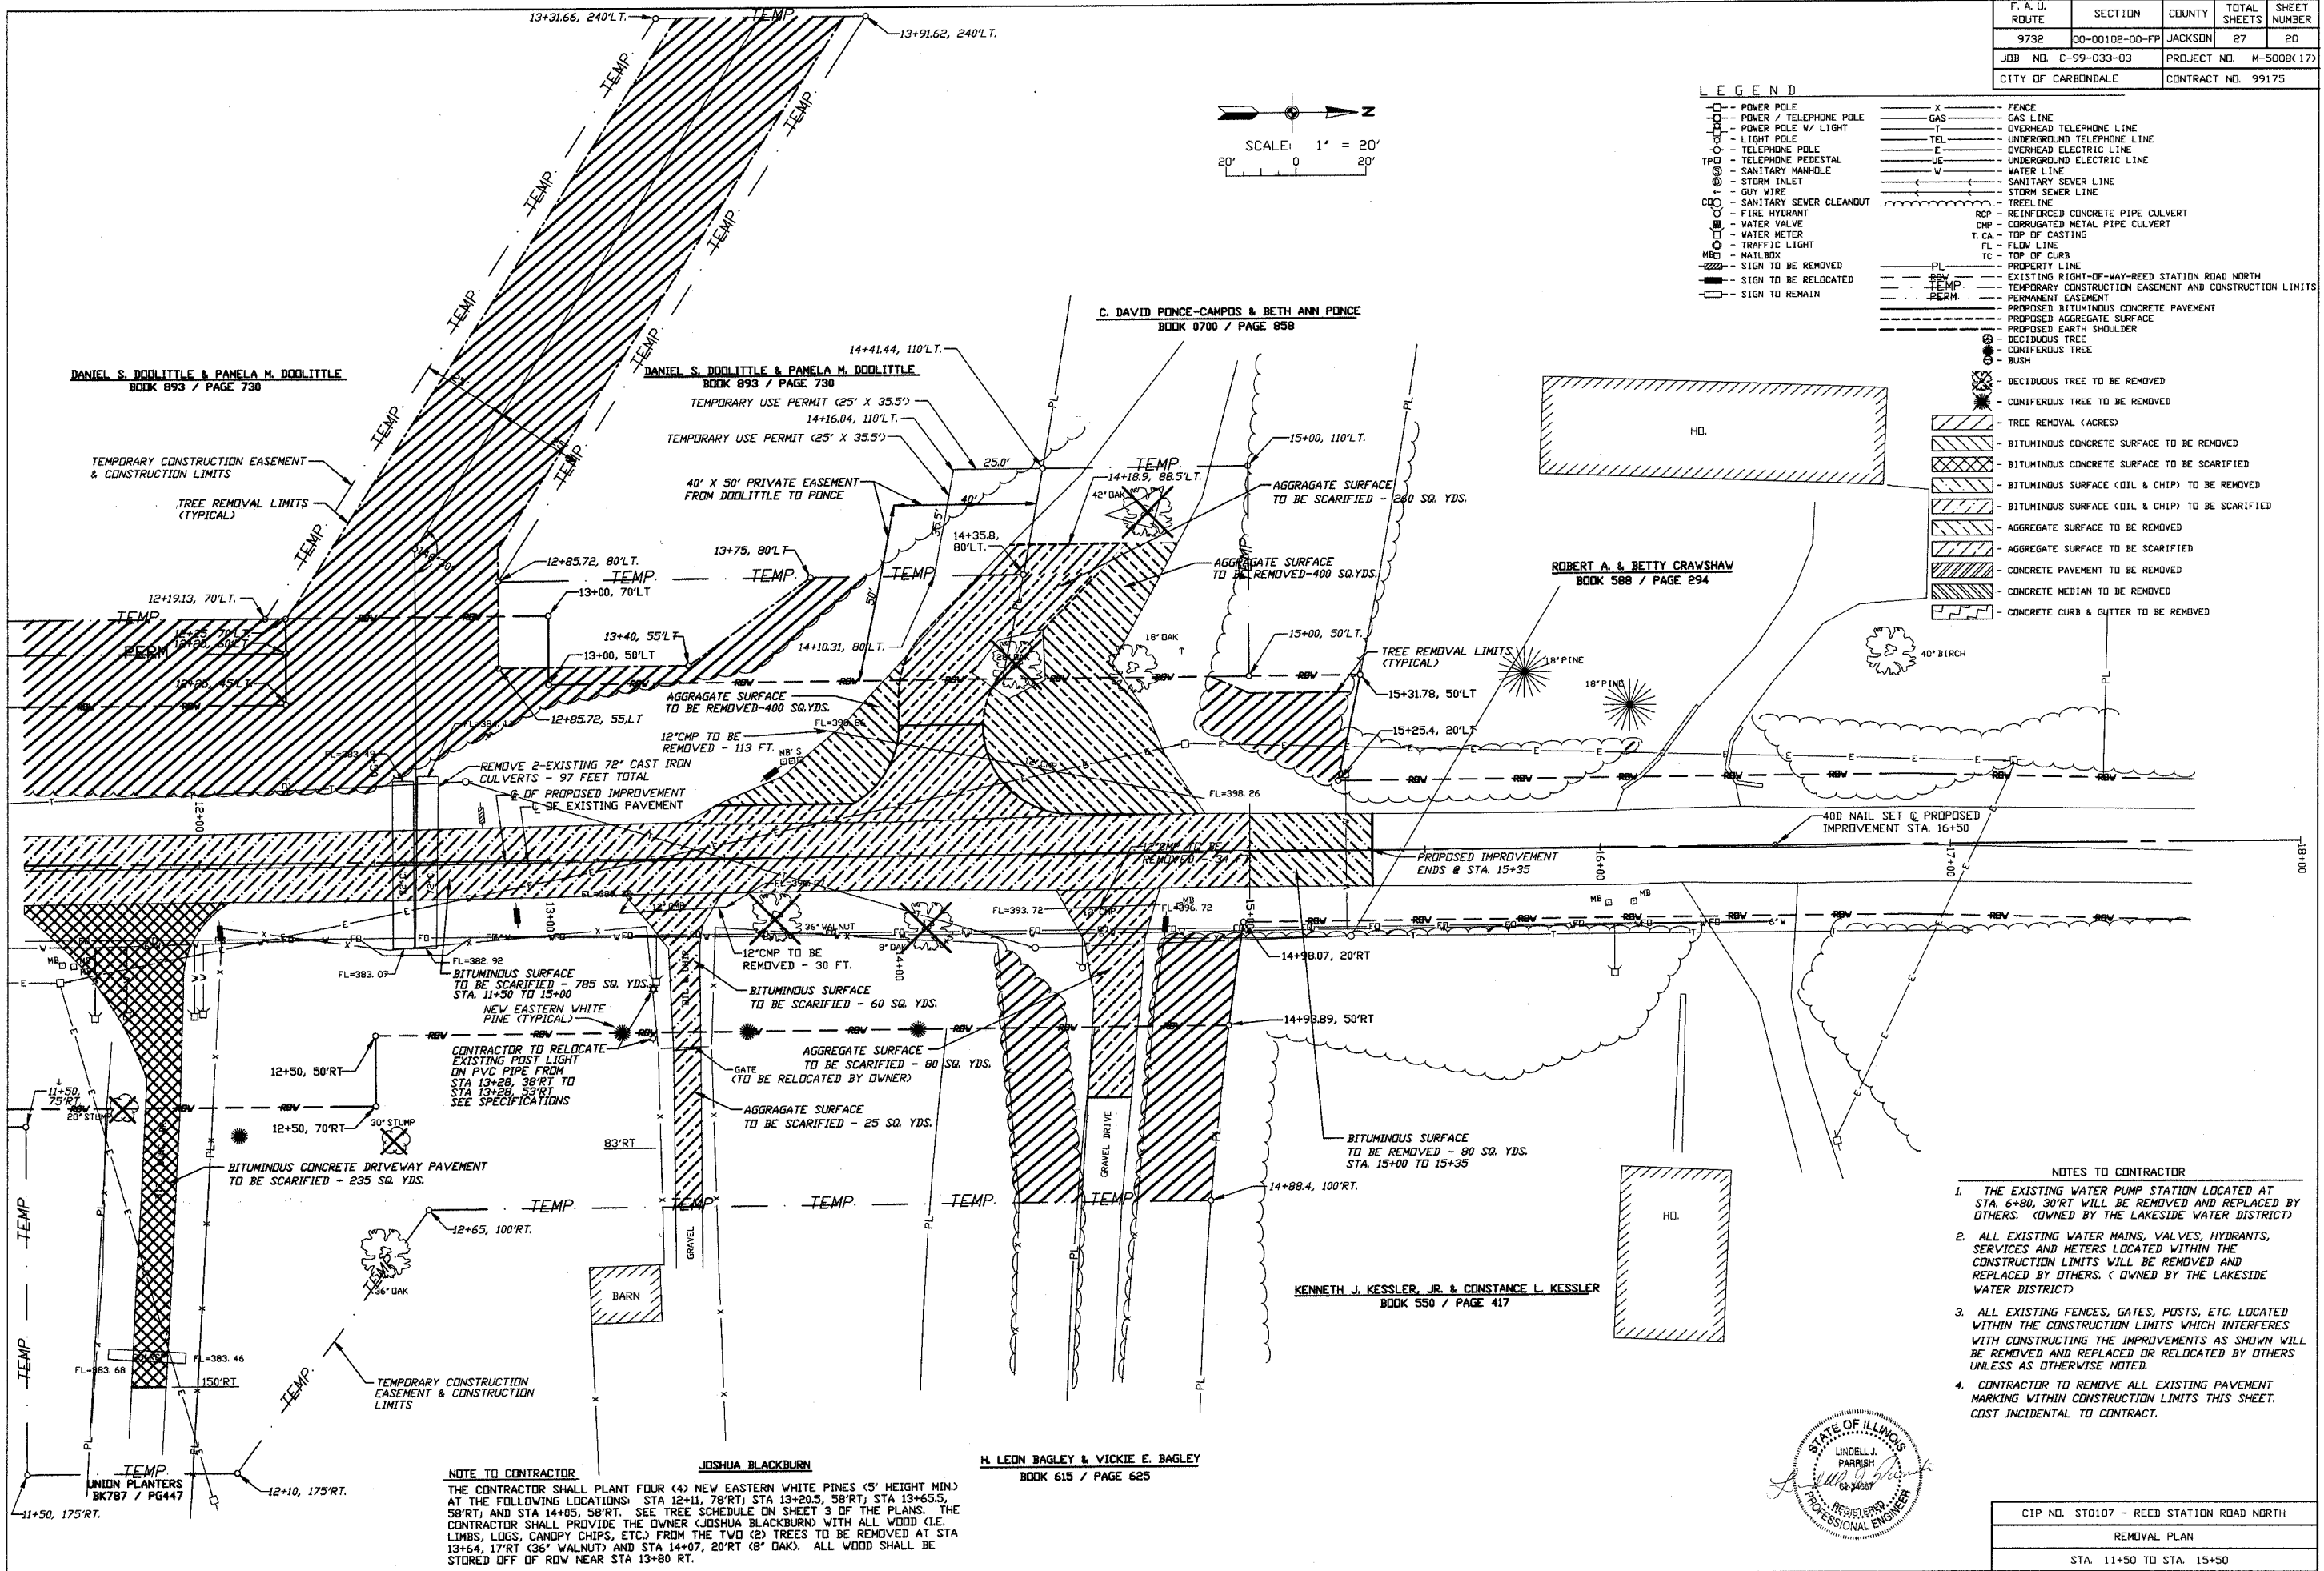 F. A. U. ROUTE SECTION COUNTY TOTAL SHEETS SHEET NUMBER
9732 00-00102-00-FP JACKSON 27 20
JOB NO. C-99-033-03 PROJECT NO. M-5008(17)
CITY OF CARBONDALE CONTRACT NO. 99175
LEGEND
- POWER POLE
- POWER / TELEPHONE POLE
- POWER POLE W/ LIGHT
- LIGHT POLE
- TELEPHONE POLE
TP - TELEPHONE PEDESTAL
S - SANITARY MANHOLE
- STORM INLET
- GUY WIRE
CO - SANITARY SEWER CLEANOUT
- FIRE HYDRANT
- WATER VALVE
- WATER METER
- TRAFFIC LIGHT
MB - MAILBOX
- SIGN TO BE REMOVED
- SIGN TO BE RELOCATED
- SIGN TO REMAIN
X - FENCE
GAS - GAS LINE
T - OVERHEAD TELEPHONE LINE
TEL - UNDERGROUND TELEPHONE LINE
E - OVERHEAD ELECTRIC LINE
UE - UNDERGROUND ELECTRIC LINE
W - WATER LINE
- SANITARY SEWER LINE
- STORM SEWER LINE
- TREELINE
RCP - REINFORCED CONCRETE PIPE CULVERT
CMP - CORRUGATED METAL PIPE CULVERT
T. CA. - TOP OF CASTING
FL - FLOW LINE
TC - TOP OF CURB
PL - PROPERTY LINE
ROW - EXISTING RIGHT-OF-WAY-REED STATION ROAD NORTH
TEMP. - TEMPORARY CONSTRUCTION EASEMENT AND CONSTRUCTION LIMITS
PERM. - PERMANENT EASEMENT
- PROPOSED BITUMINOUS CONCRETE PAVEMENT
- PROPOSED AGGREGATE SURFACE
- PROPOSED EARTH SHOULDER
- DECIDUOUS TREE
- CONIFEROUS TREE
- BUSH
- DECIDUOUS TREE TO BE REMOVED
- CONIFEROUS TREE TO BE REMOVED
- TREE REMOVAL (ACRES)
- BITUMINOUS CONCRETE SURFACE TO BE REMOVED
- BITUMINOUS CONCRETE SURFACE TO BE SCARIFIED
- BITUMINOUS SURFACE (OIL & CHIP) TO BE REMOVED
- BITUMINOUS SURFACE (OIL & CHIP) TO BE SCARIFIED
- AGGREGATE SURFACE TO BE REMOVED
- AGGREGATE SURFACE TO BE SCARIFIED
- CONCRETE PAVEMENT TO BE REMOVED
- CONCRETE MEDIAN TO BE REMOVED
- CONCRETE CURB & GUTTER TO BE REMOVED
N
SCALE: 1" = 20'
20' 0 20'
13+31.66, 240'LT.
13+91.62, 240'LT.
TEMP.
DANIEL S. DOOLITTLE & PAMELA M. DOOLITTLE
BOOK 893 / PAGE 730
TEMPORARY CONSTRUCTION EASEMENT
& CONSTRUCTION LIMITS
TREE REMOVAL LIMITS
(TYPICAL)
12+19.13, 70'LT.
12+25, 70'LT.
12+25, 45'LT.
PERM
ROW
C. DAVID PONCE-CAMPOS & BETH ANN PONCE
BOOK 0700 / PAGE 858
14+41.44, 110'LT.
DANIEL S. DOOLITTLE & PAMELA M. DOOLITTLE
BOOK 893 / PAGE 730
TEMPORARY USE PERMIT (25' X 35.5')
14+16.04, 110'LT.
TEMPORARY USE PERMIT (25' X 35.5')
25.0'
40'
35.5'
50'
40' X 50' PRIVATE EASEMENT
FROM DOOLITTLE TO PONCE
15+00, 110'LT.
14+18.9, 88.5'LT.
42" OAK
AGGRAGATE SURFACE
TO BE SCARIFIED - 260 SQ. YDS.
14+35.8,
80'LT.
13+75, 80'LT
12+85.72, 80'LT.
13+00, 70'LT
13+40, 55'LT
13+00, 50'LT
14+10.31, 80'LT.
12+85.72, 55,LT
AGGRAGATE SURFACE
TO BE REMOVED-400 SQ.YDS.
AGGRAGATE SURFACE
TO BE REMOVED-400 SQ.YDS.
ROBERT A. & BETTY CRAWSHAW
BOOK 588 / PAGE 294
HO.
15+00, 50'LT.
18" OAK
TREE REMOVAL LIMITS
(TYPICAL)
15+31.78, 50'LT
15+25.4, 20'LT
18" PINE
18" PINE
40" BIRCH
12"CMP TO BE
REMOVED - 113 FT.
MB'S
REMOVE 2-EXISTING 72" CAST IRON
CULVERTS - 97 FEET TOTAL
℄ OF PROPOSED IMPROVEMENT
℄ OF EXISTING PAVEMENT
FL=383.49
12"CMP
FL=398.26
12+00
13+00
14+00
16+00
17+00
18+00
40D NAIL SET ℄ PROPOSED
IMPROVEMENT STA. 16+50
PROPOSED IMPROVEMENT
ENDS @ STA. 15+35
12"CMP TO BE
REMOVED - 34 FT.
FL=393.72
FL=396.72
MB
36" WALNUT
8" OAK
12"CMP TO BE
REMOVED - 30 FT.
FL=383.07
FL=382.92
BITUMINOUS SURFACE
TO BE SCARIFIED - 785 SQ. YDS.
STA. 11+50 TO 15+00
NEW EASTERN WHITE
PINE (TYPICAL)
BITUMINOUS SURFACE
TO BE SCARIFIED - 60 SQ. YDS.
14+98.07, 20'RT
14+93.89, 50'RT
12+50, 50'RT
12+50, 70'RT
11+50,
75'RT.
20" STUMP
30" STUMP
CONTRACTOR TO RELOCATE
EXISTING POST LIGHT
ON PVC PIPE FROM
STA 13+28, 38'RT TO
STA 13+28, 53'RT
SEE SPECIFICATIONS
AGGREGATE SURFACE
TO BE SCARIFIED - 80 SQ. YDS.
GATE
(TO BE RELOCATED BY OWNER)
AGGRAGATE SURFACE
TO BE SCARIFIED - 25 SQ. YDS.
83'RT
GRAVEL
GRAVEL DRIVE
BITUMINOUS CONCRETE DRIVEWAY PAVEMENT
TO BE SCARIFIED - 235 SQ. YDS.
BITUMINOUS SURFACE
TO BE REMOVED - 80 SQ. YDS.
STA. 15+00 TO 15+35
14+88.4, 100'RT.
12+65, 100'RT.
36" OAK
BARN
HO.
KENNETH J. KESSLER, JR. & CONSTANCE L. KESSLER
BOOK 550 / PAGE 417
FL=383.68
FL=383.46
150'RT
TEMPORARY CONSTRUCTION
EASEMENT & CONSTRUCTION
LIMITS
UNION PLANTERS
BK787 / PG447
11+50, 175'RT.
12+10, 175'RT.
JOSHUA BLACKBURN
H. LEON BAGLEY & VICKIE E. BAGLEY
BOOK 615 / PAGE 625
NOTE TO CONTRACTOR
THE CONTRACTOR SHALL PLANT FOUR (4) NEW EASTERN WHITE PINES (5' HEIGHT MIN.)
AT THE FOLLOWING LOCATIONS: STA 12+11, 78'RT; STA 13+20.5, 58'RT; STA 13+65.5,
58'RT; AND STA 14+05, 58'RT. SEE TREE SCHEDULE ON SHEET 3 OF THE PLANS. THE
CONTRACTOR SHALL PROVIDE THE OWNER (JOSHUA BLACKBURN) WITH ALL WOOD (I.E.
LIMBS, LOGS, CANOPY CHIPS, ETC.) FROM THE TWO (2) TREES TO BE REMOVED AT STA
13+64, 17'RT (36" WALNUT) AND STA 14+07, 20'RT (8" OAK). ALL WOOD SHALL BE
STORED OFF OF ROW NEAR STA 13+80 RT.
NOTES TO CONTRACTOR
1. THE EXISTING WATER PUMP STATION LOCATED AT
STA. 6+80, 30'RT WILL BE REMOVED AND REPLACED BY
OTHERS. (OWNED BY THE LAKESIDE WATER DISTRICT)
2. ALL EXISTING WATER MAINS, VALVES, HYDRANTS,
SERVICES AND METERS LOCATED WITHIN THE
CONSTRUCTION LIMITS WILL BE REMOVED AND
REPLACED BY OTHERS. ( OWNED BY THE LAKESIDE
WATER DISTRICT)
3. ALL EXISTING FENCES, GATES, POSTS, ETC. LOCATED
WITHIN THE CONSTRUCTION LIMITS WHICH INTERFERES
WITH CONSTRUCTING THE IMPROVEMENTS AS SHOWN WILL
BE REMOVED AND REPLACED OR RELOCATED BY OTHERS
UNLESS AS OTHERWISE NOTED.
4. CONTRACTOR TO REMOVE ALL EXISTING PAVEMENT
MARKING WITHIN CONSTRUCTION LIMITS THIS SHEET.
COST INCIDENTAL TO CONTRACT.
STATE OF ILLINOIS
LINDELL J.
PARRISH
REGISTERED
PROFESSIONAL ENGINEER
CIP NO. ST0107 - REED STATION ROAD NORTH
REMOVAL PLAN
STA. 11+50 TO STA. 15+50